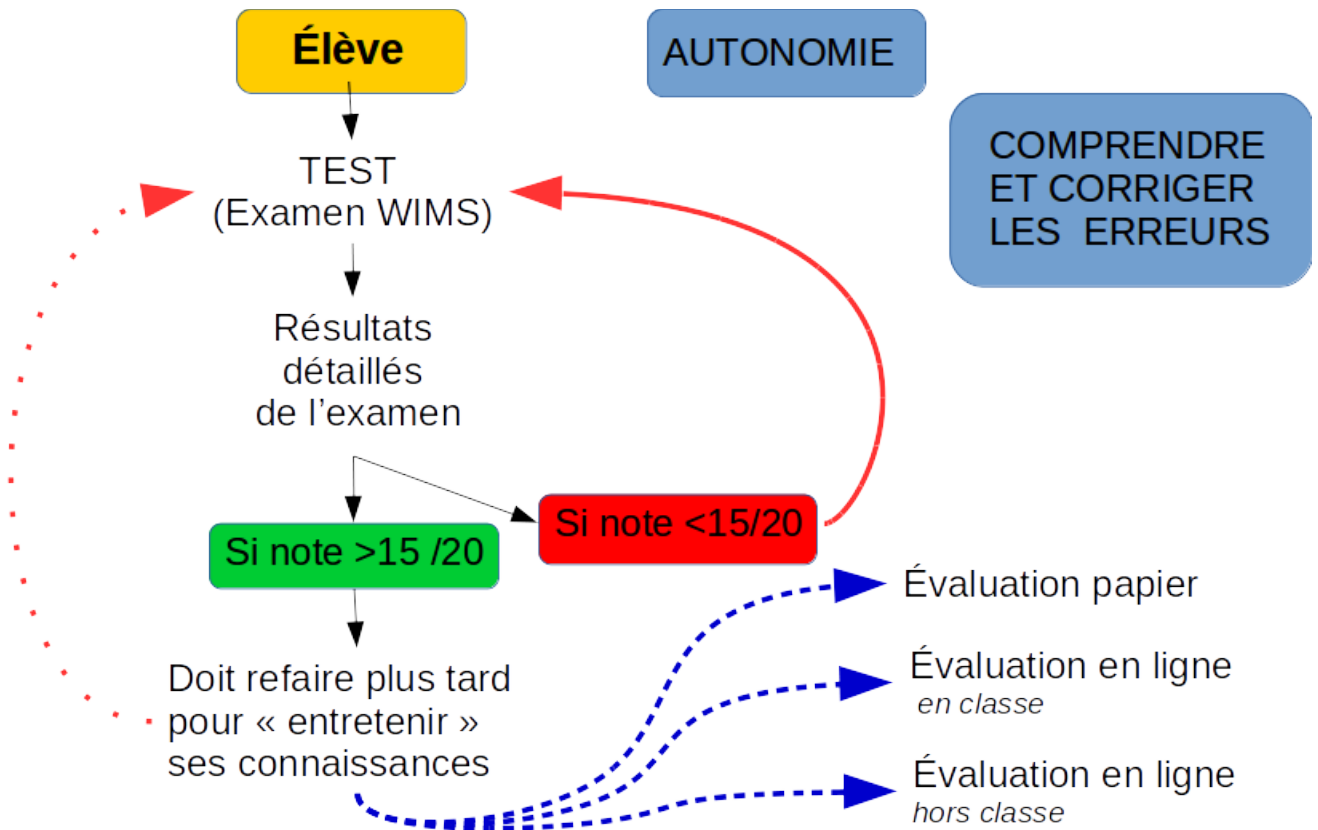 Élève
AUTONOMIE
COMPRENDRE
ET CORRIGER
LES ERREURS
TEST
(Examen WIMS)
Résultats
détaillés
de l’examen
Si note <15/20
Si note >15 /20
Évaluation papier
Évaluation en ligne
en classe
Doit refaire plus tard
pour « entretenir »
ses connaissances
Évaluation en ligne
hors classe